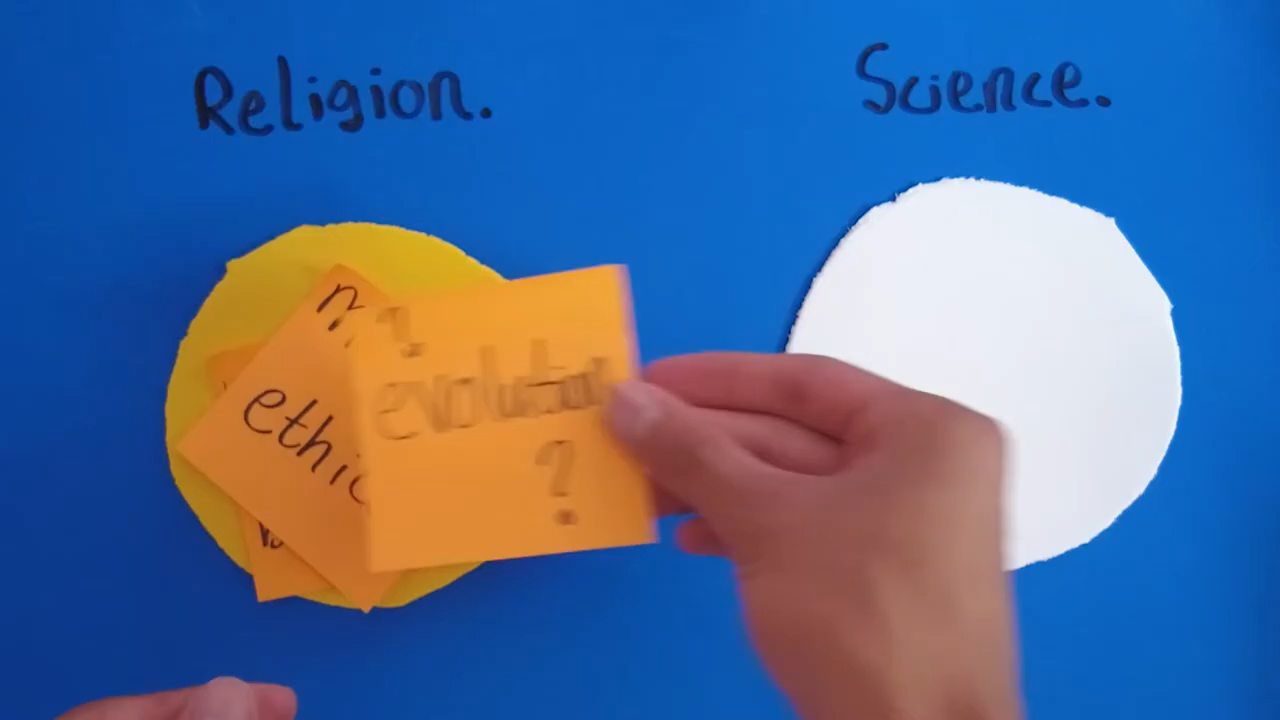 Religion.
Science.
?
evolution
?
ethic